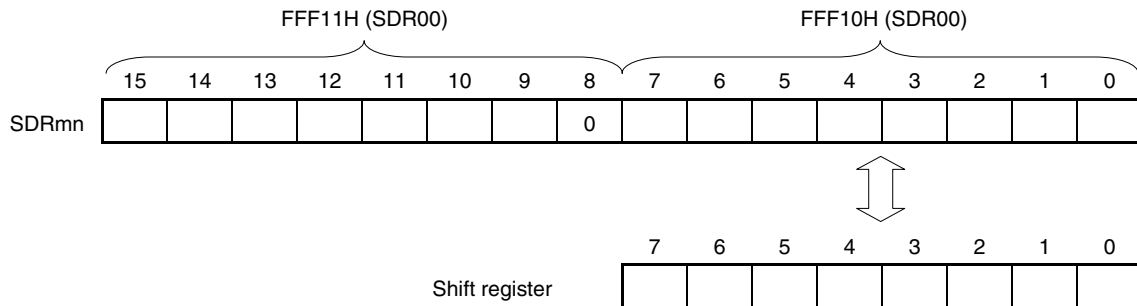 FFF11H (SDR00) FFF10H (SDR00)
15 14 13 12 11 10 9 8 7 6 5 4 3 2 1 0
SDRmn 0
7 6 5 4 3 2 1 0
Shift register